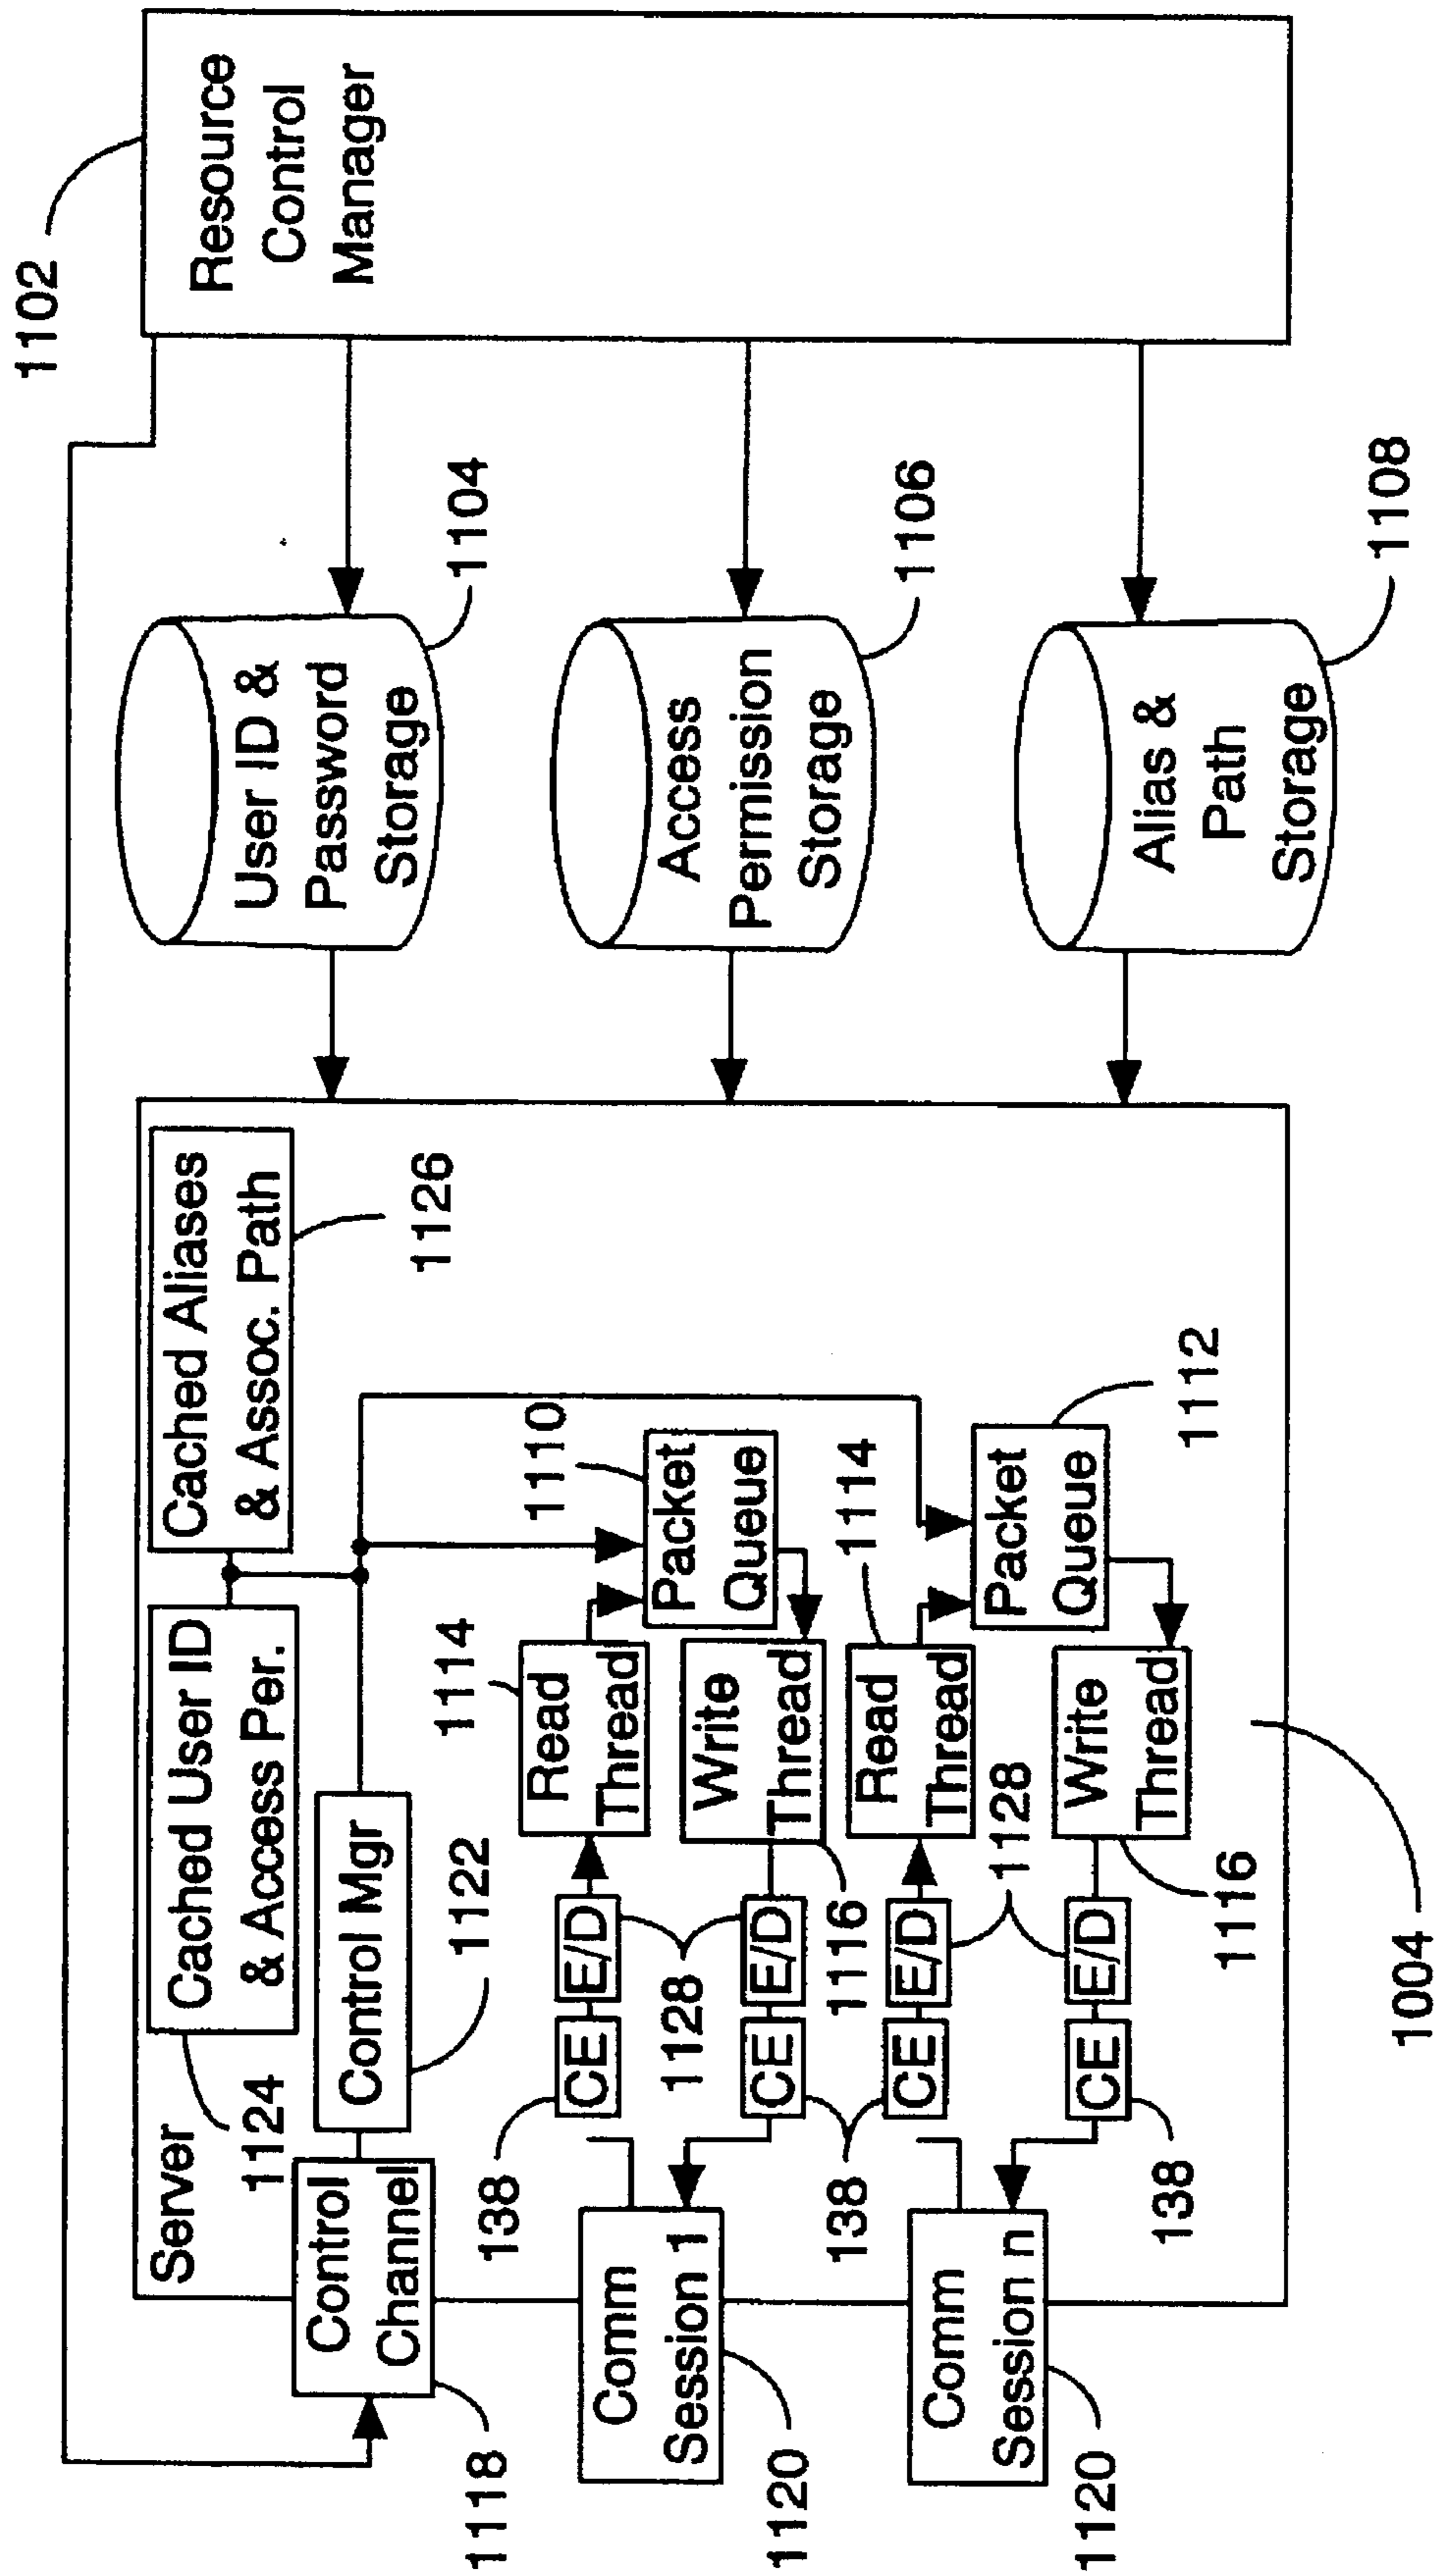 1102
Resource
Control
Manager
Server
Cached User ID
& Access Per.
1124
Cached Aliases
& Assoc. Path
1126
User ID &
Password
Storage
1104
Control
Channel
1118
Control Mgr
1122
Access
Permission
Storage
1106
Alias &
Path
Storage
1108
Comm
Session 1
1120
138
CE
E/D
Read
Thread
1114
Packet
Queue
1110
1128
CE
E/D
Write
Thread
1116
Comm
Session n
1120
138
CE
E/D
Read
Thread
1114
Packet
Queue
1112
1128
CE
E/D
Write
Thread
1116
138
1004